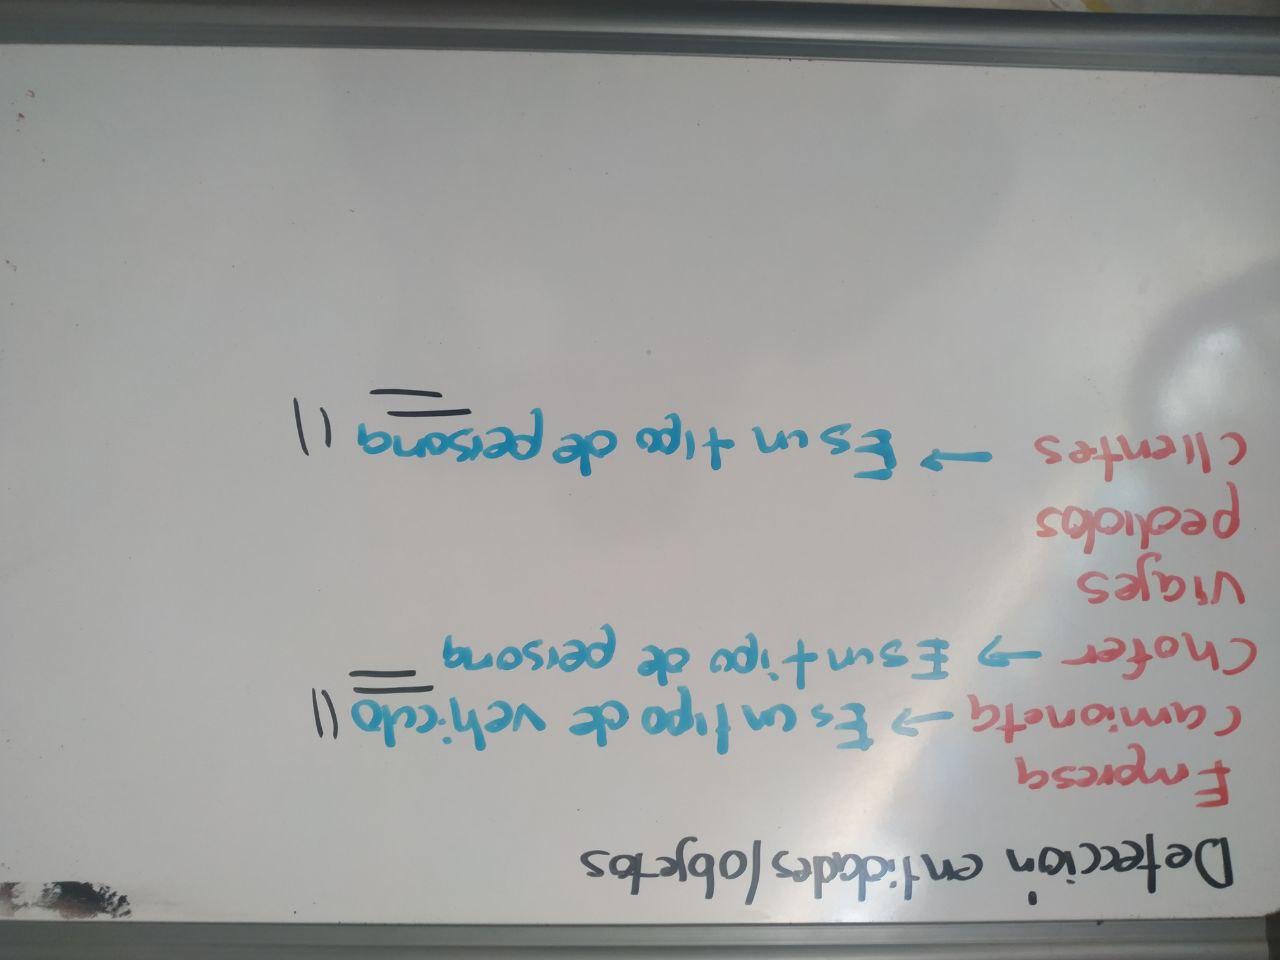 Detección entidades/objetos
Empresa
Camioneta → Es un tipo de vehiculo
Chofer → Es un tipo de persona
Viajes
pedidos
Clientes → Es un tipo de persona